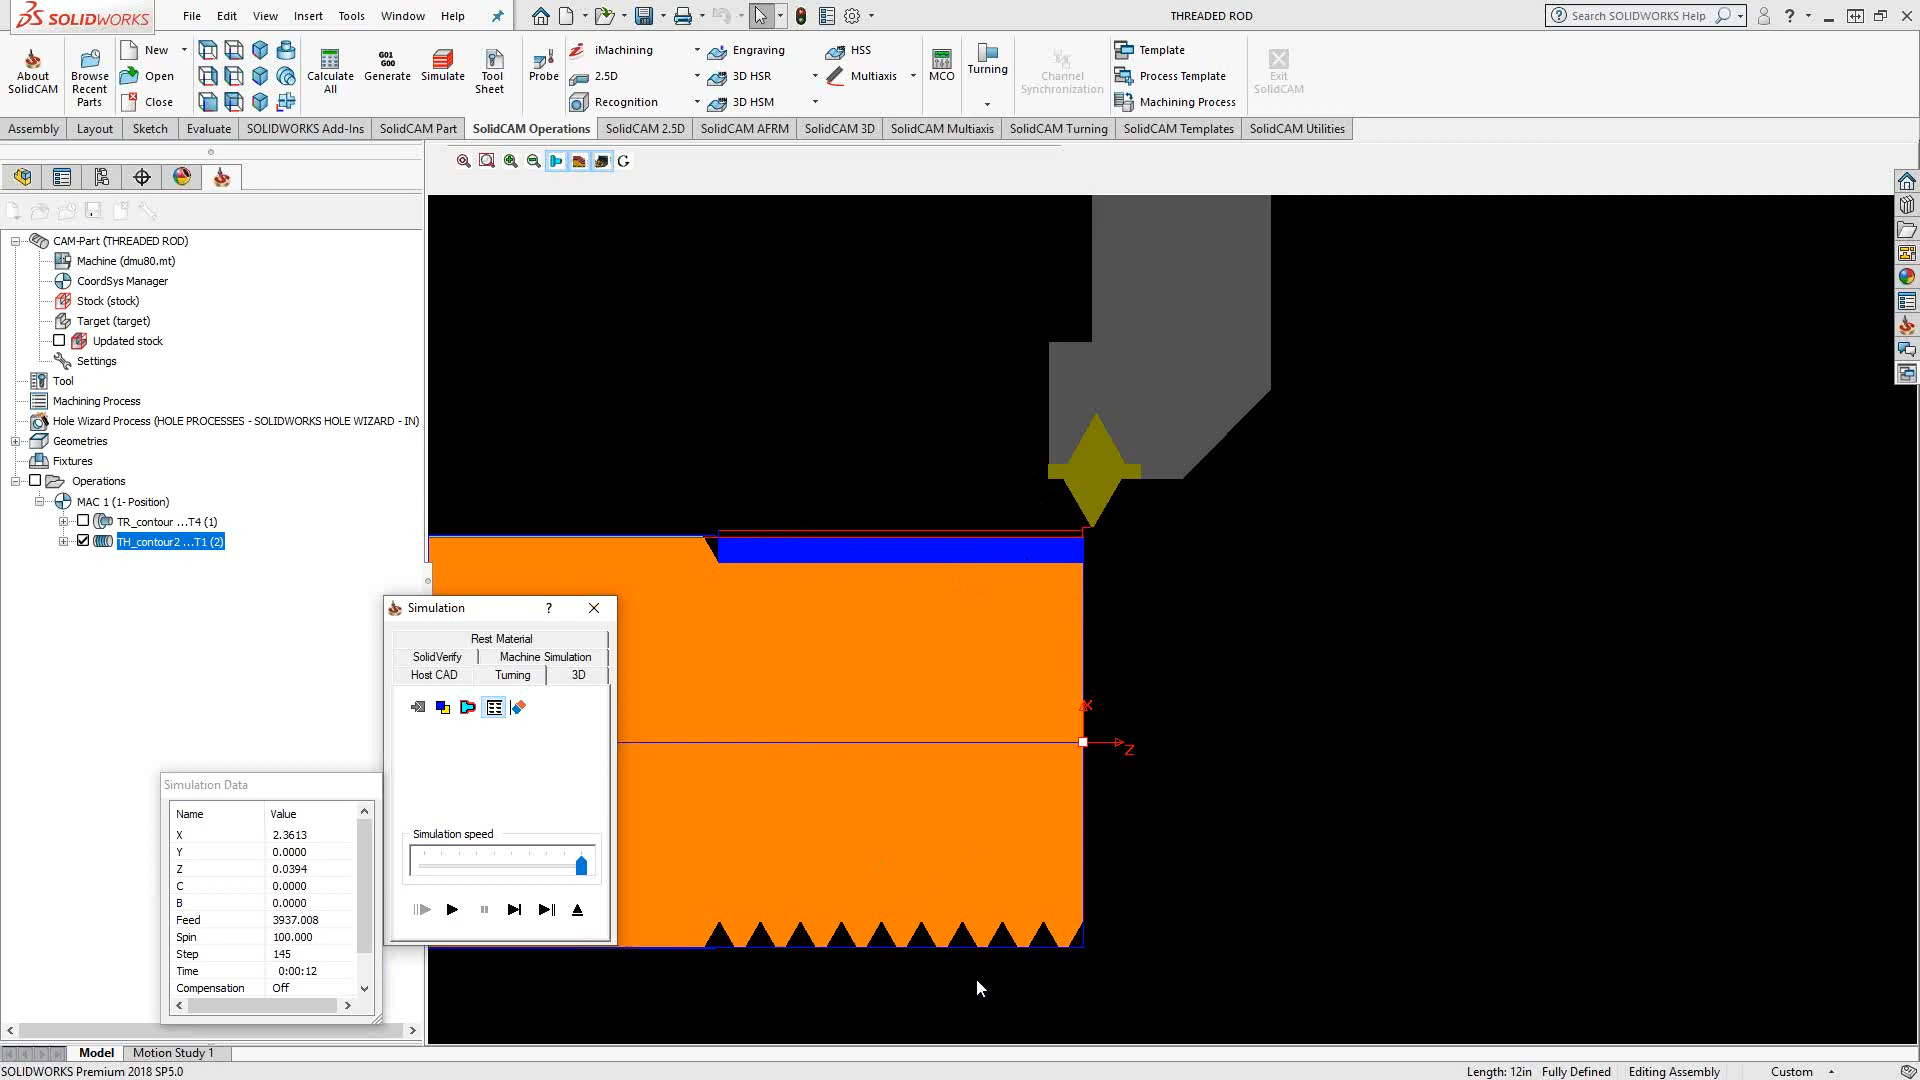 SOLIDWORKS
File Edit View Insert Tools Window Help
THREADED ROD
Search SOLIDWORKS Help
?
About SolidCAM
Browse Recent Parts
New
Open
Close
Calculate All
G01 G00
Generate
Simulate
Tool Sheet
Probe
iMachining
2.5D
Recognition
Engraving
3D HSR
3D HSM
HSS
Multiaxis
MCO
Turning
Channel Synchronization
Template
Process Template
Machining Process
Exit SolidCAM
Assembly Layout Sketch Evaluate SOLIDWORKS Add-Ins SolidCAM Part SolidCAM Operations SolidCAM 2.5D SolidCAM AFRM SolidCAM 3D SolidCAM Multiaxis SolidCAM Turning SolidCAM Templates SolidCAM Utilities
CAM-Part (THREADED ROD)
Machine (dmu80.mt)
CoordSys Manager
Stock (stock)
Target (target)
Updated stock
Settings
Tool
Machining Process
Hole Wizard Process (HOLE PROCESSES - SOLIDWORKS HOLE WIZARD - IN)
Geometries
Fixtures
Operations
MAC 1 (1- Position)
TR_contour ...T4 (1)
TH_contour2 ...T1 (2)
Simulation ?
Rest Material
SolidVerify Machine Simulation
Host CAD Turning 3D
Simulation speed
X
Z
Simulation Data
Name Value
X 2.3613
Y 0.0000
Z 0.0394
C 0.0000
B 0.0000
Feed 3937.008
Spin 100.000
Step 145
Time 0:00:12
Compensation Off
Model Motion Study 1
SOLIDWORKS Premium 2018 SP5.0
Length: 12in Fully Defined Editing Assembly Custom